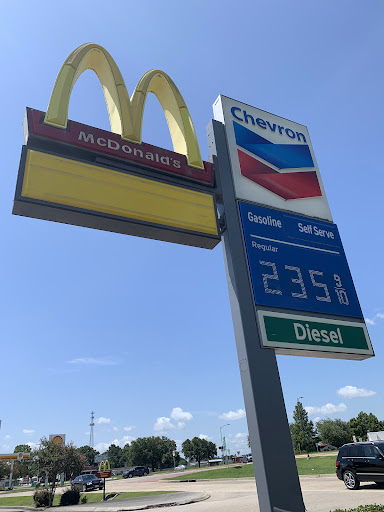 McDonald's
Chevron
Gasoline Self Serve
Regular
2 35 9/10
Diesel